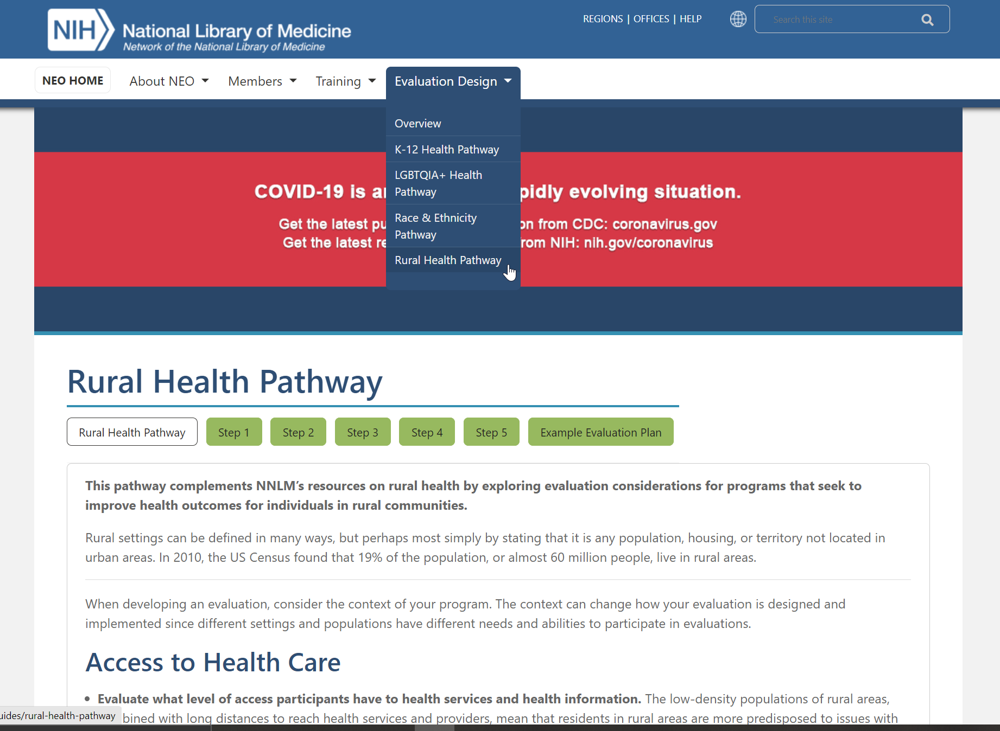 NIH National Library of Medicine
Network of the National Library of Medicine
REGIONS | OFFICES | HELP
Search this site
NEO HOME
About NEO
Members
Training
Evaluation Design
Overview
K-12 Health Pathway
LGBTQIA+ Health
Pathway
Race & Ethnicity
Pathway
Rural Health Pathway
COVID-19 is pidly evolving situation.
Get the latest on from CDC: coronavirus.gov
Get the latest rom NIH: nih.gov/coronavirus
Rural Health Pathway
Rural Health Pathway
Step 1
Step 2
Step 3
Step 4
Step 5
Example Evaluation Plan
This pathway complements NNLM’s resources on rural health by exploring evaluation considerations for programs that seek to
improve health outcomes for individuals in rural communities.
Rural settings can be defined in many ways, but perhaps most simply by stating that it is any population, housing, or territory not located in
urban areas. In 2010, the US Census found that 19% of the population, or almost 60 million people, live in rural areas.
When developing an evaluation, consider the context of your program. The context can change how your evaluation is designed and
implemented since different settings and populations have different needs and abilities to participate in evaluations.
Access to Health Care
• Evaluate what level of access participants have to health services and health information. The low-density populations of rural areas,
bined with long distances to reach health services and providers, mean that residents in rural areas are more predisposed to issues with
uides/rural-health-pathway